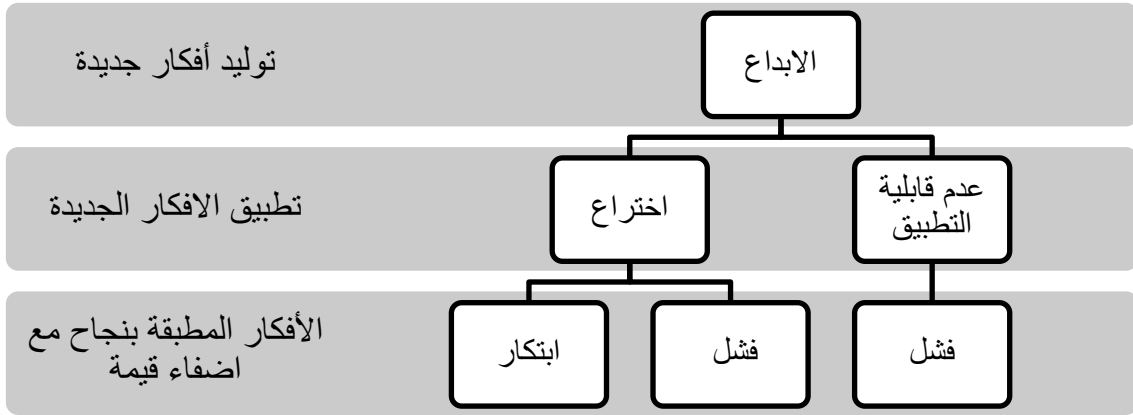 توليد أفكار جديدة
الابداع
تطبيق الافكار الجديدة
عدم قابلية
التطبيق
اختراع
الأفكار المطبقة بنجاح مع
اضفاء قيمة
فشل
فشل
ابتكار